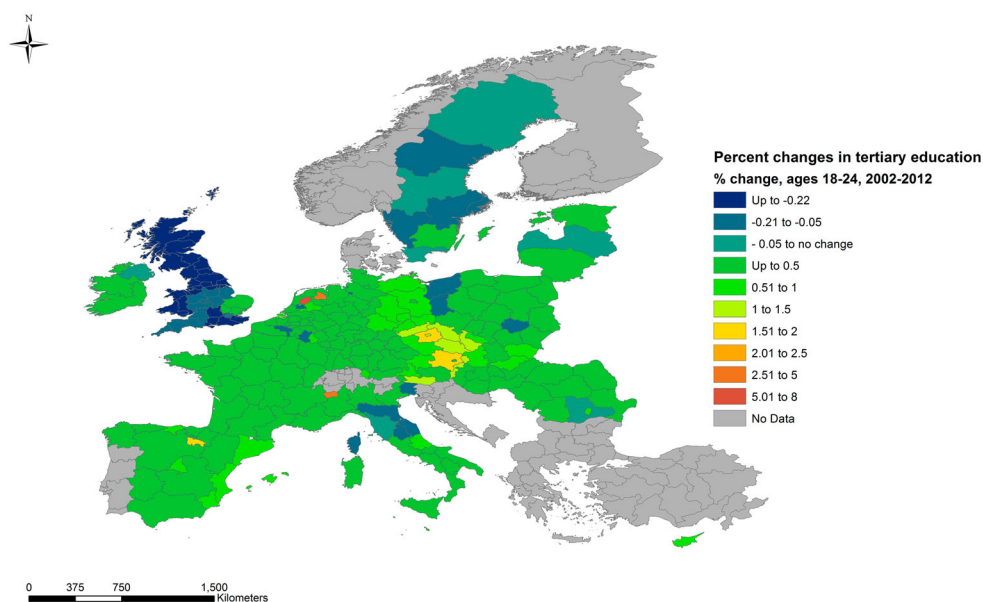 N
Percent changes in tertiary education
% change, ages 18-24, 2002-2012
Up to -0.22
-0.21 to -0.05
- 0.05 to no change
Up to 0.5
0.51 to 1
1 to 1.5
1.51 to 2
2.01 to 2.5
2.51 to 5
5.01 to 8
No Data
0 375 750 1,500
Kilometers